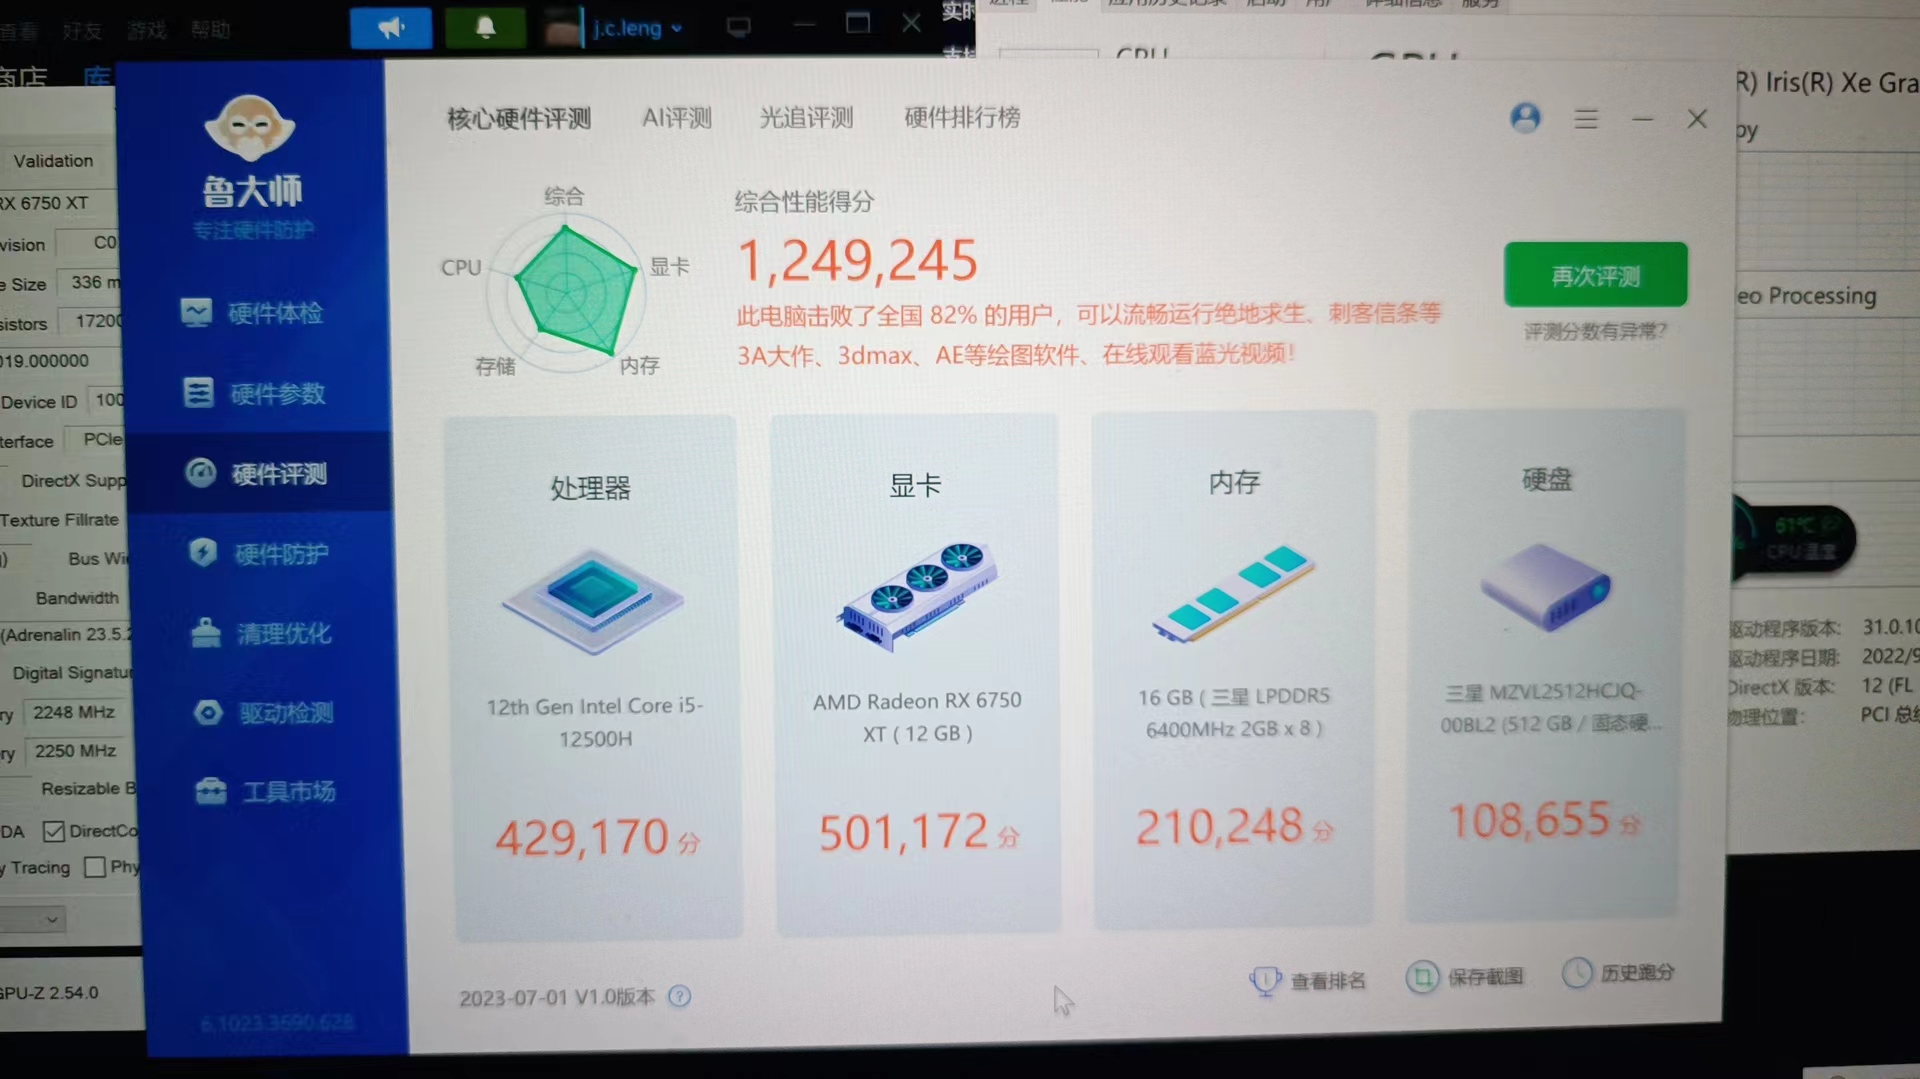 查看 好友 游戏 帮助
j.c.leng
商店 库
Validation
RX 6750 XT
vision C0
e Size 336 m
sistors 1720
019.000000
Device ID 100
terface PCIe
DirectX Supp
Texture Fillrate
Bus Wi
Bandwidth
(Adrenalin 23.5.2
Digital Signatu
ry 2248 MHz
ry 2250 MHz
Resizable B
DA DirectCo
y Tracing Phy
GPU-Z 2.54.0
鲁大师
专注硬件防护
硬件体检
硬件参数
硬件评测
硬件防护
清理优化
驱动检测
工具市场
6.1023.3690.628
核心硬件评测 AI评测 光追评测 硬件排行榜
综合
CPU
显卡
存储
内存
综合性能得分
1,249,245
此电脑击败了全国 82% 的用户，可以流畅运行绝地求生、刺客信条等
3A大作、3dmax、AE等绘图软件、在线观看蓝光视频！
再次评测
评测分数有异常?
处理器
12th Gen Intel Core i5-
12500H
429,170 分
显卡
AMD Radeon RX 6750
XT ( 12 GB )
501,172 分
内存
16 GB ( 三星 LPDDR5
6400MHz 2GB x 8 )
210,248 分
硬盘
三星 MZVL2512HCJQ-
00BL2 (512 GB / 固态硬...
108,655 分
2023-07-01 V1.0版本
查看排名 保存截图 历史跑分
R) Iris(R) Xe Gra
py
eo Processing
61℃
CPU温度
驱动程序版本: 31.0.10
驱动程序日期: 2022/9
DirectX 版本: 12 (FL
物理位置: PCI 总线